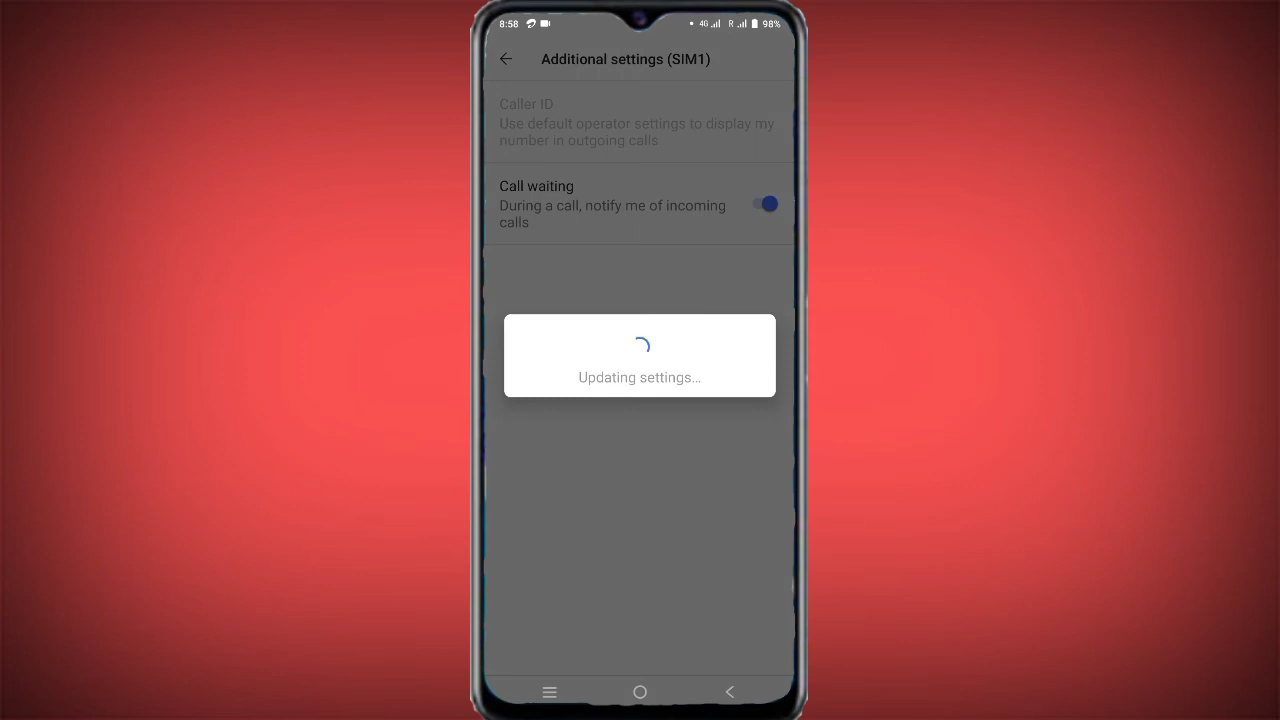 8:58 4G R 98%
Additional settings (SIM1)
Caller ID
Use default operator settings to display my
number in outgoing calls
Call waiting
During a call, notify me of incoming
calls
Updating settings...